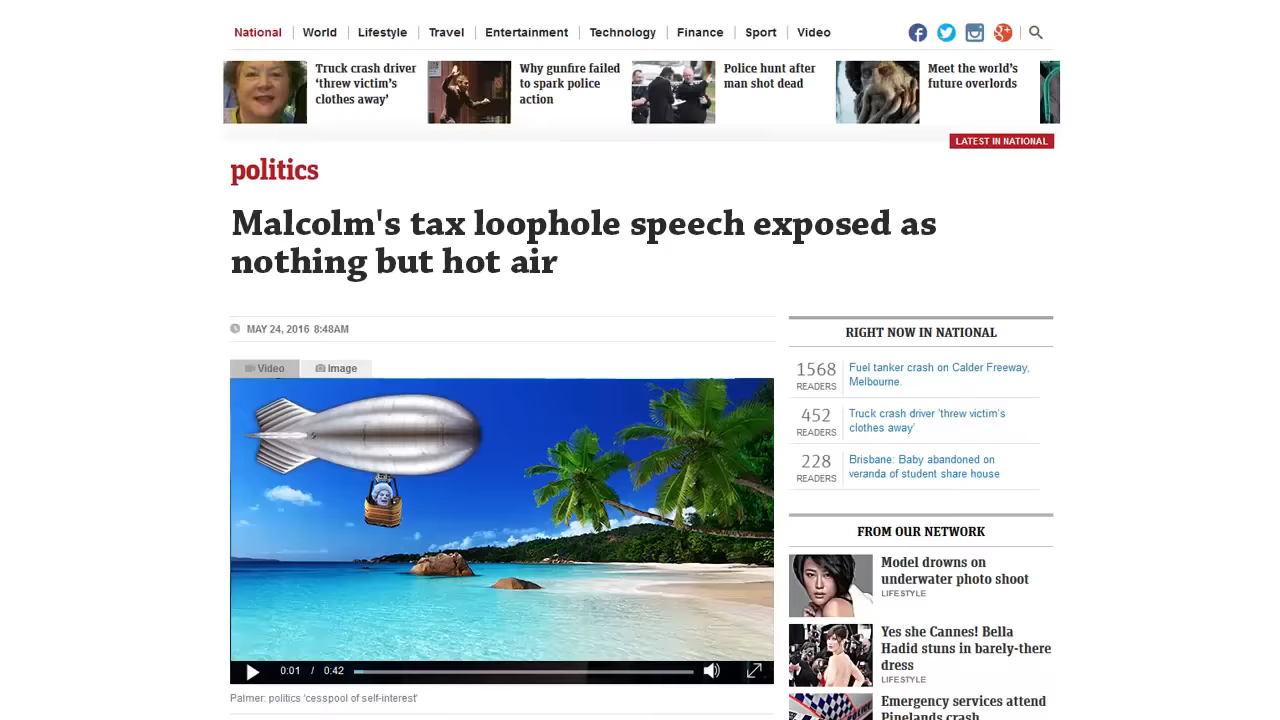 National World Lifestyle Travel Entertainment Technology Finance Sport Video
Truck crash driver
‘threw victim’s
clothes away’
Why gunfire failed
to spark police
action
Police hunt after
man shot dead
Meet the world’s
future overlords
LATEST IN NATIONAL
politics
Malcolm's tax loophole speech exposed as
nothing but hot air
MAY 24, 2016 8:48AM
Video Image
0:01 / 0:42
Palmer: politics ‘cesspool of self-interest’
RIGHT NOW IN NATIONAL
1568
READERS
Fuel tanker crash on Calder Freeway,
Melbourne.
452
READERS
Truck crash driver ‘threw victim’s
clothes away’
228
READERS
Brisbane: Baby abandoned on
veranda of student share house
FROM OUR NETWORK
Model drowns on
underwater photo shoot
LIFESTYLE
Yes she Cannes! Bella
Hadid stuns in barely-there
dress
LIFESTYLE
Emergency services attend
Pinelands crash